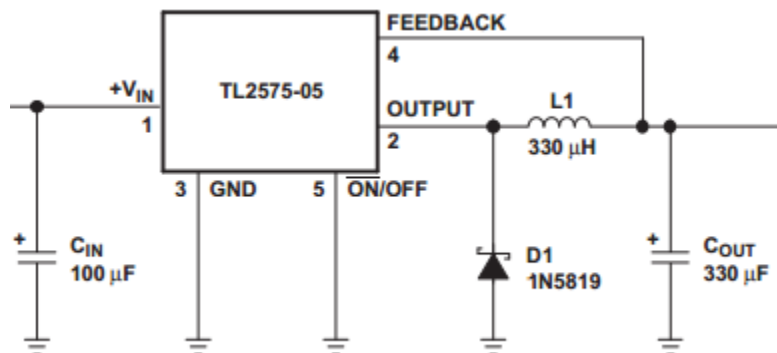 FEEDBACK
4
TL2575-05
+VIN
1
OUTPUT
2
L1
330 µH
3 GND
5 ON/OFF
+
CIN
100 µF
D1
1N5819
+
COUT
330 µF